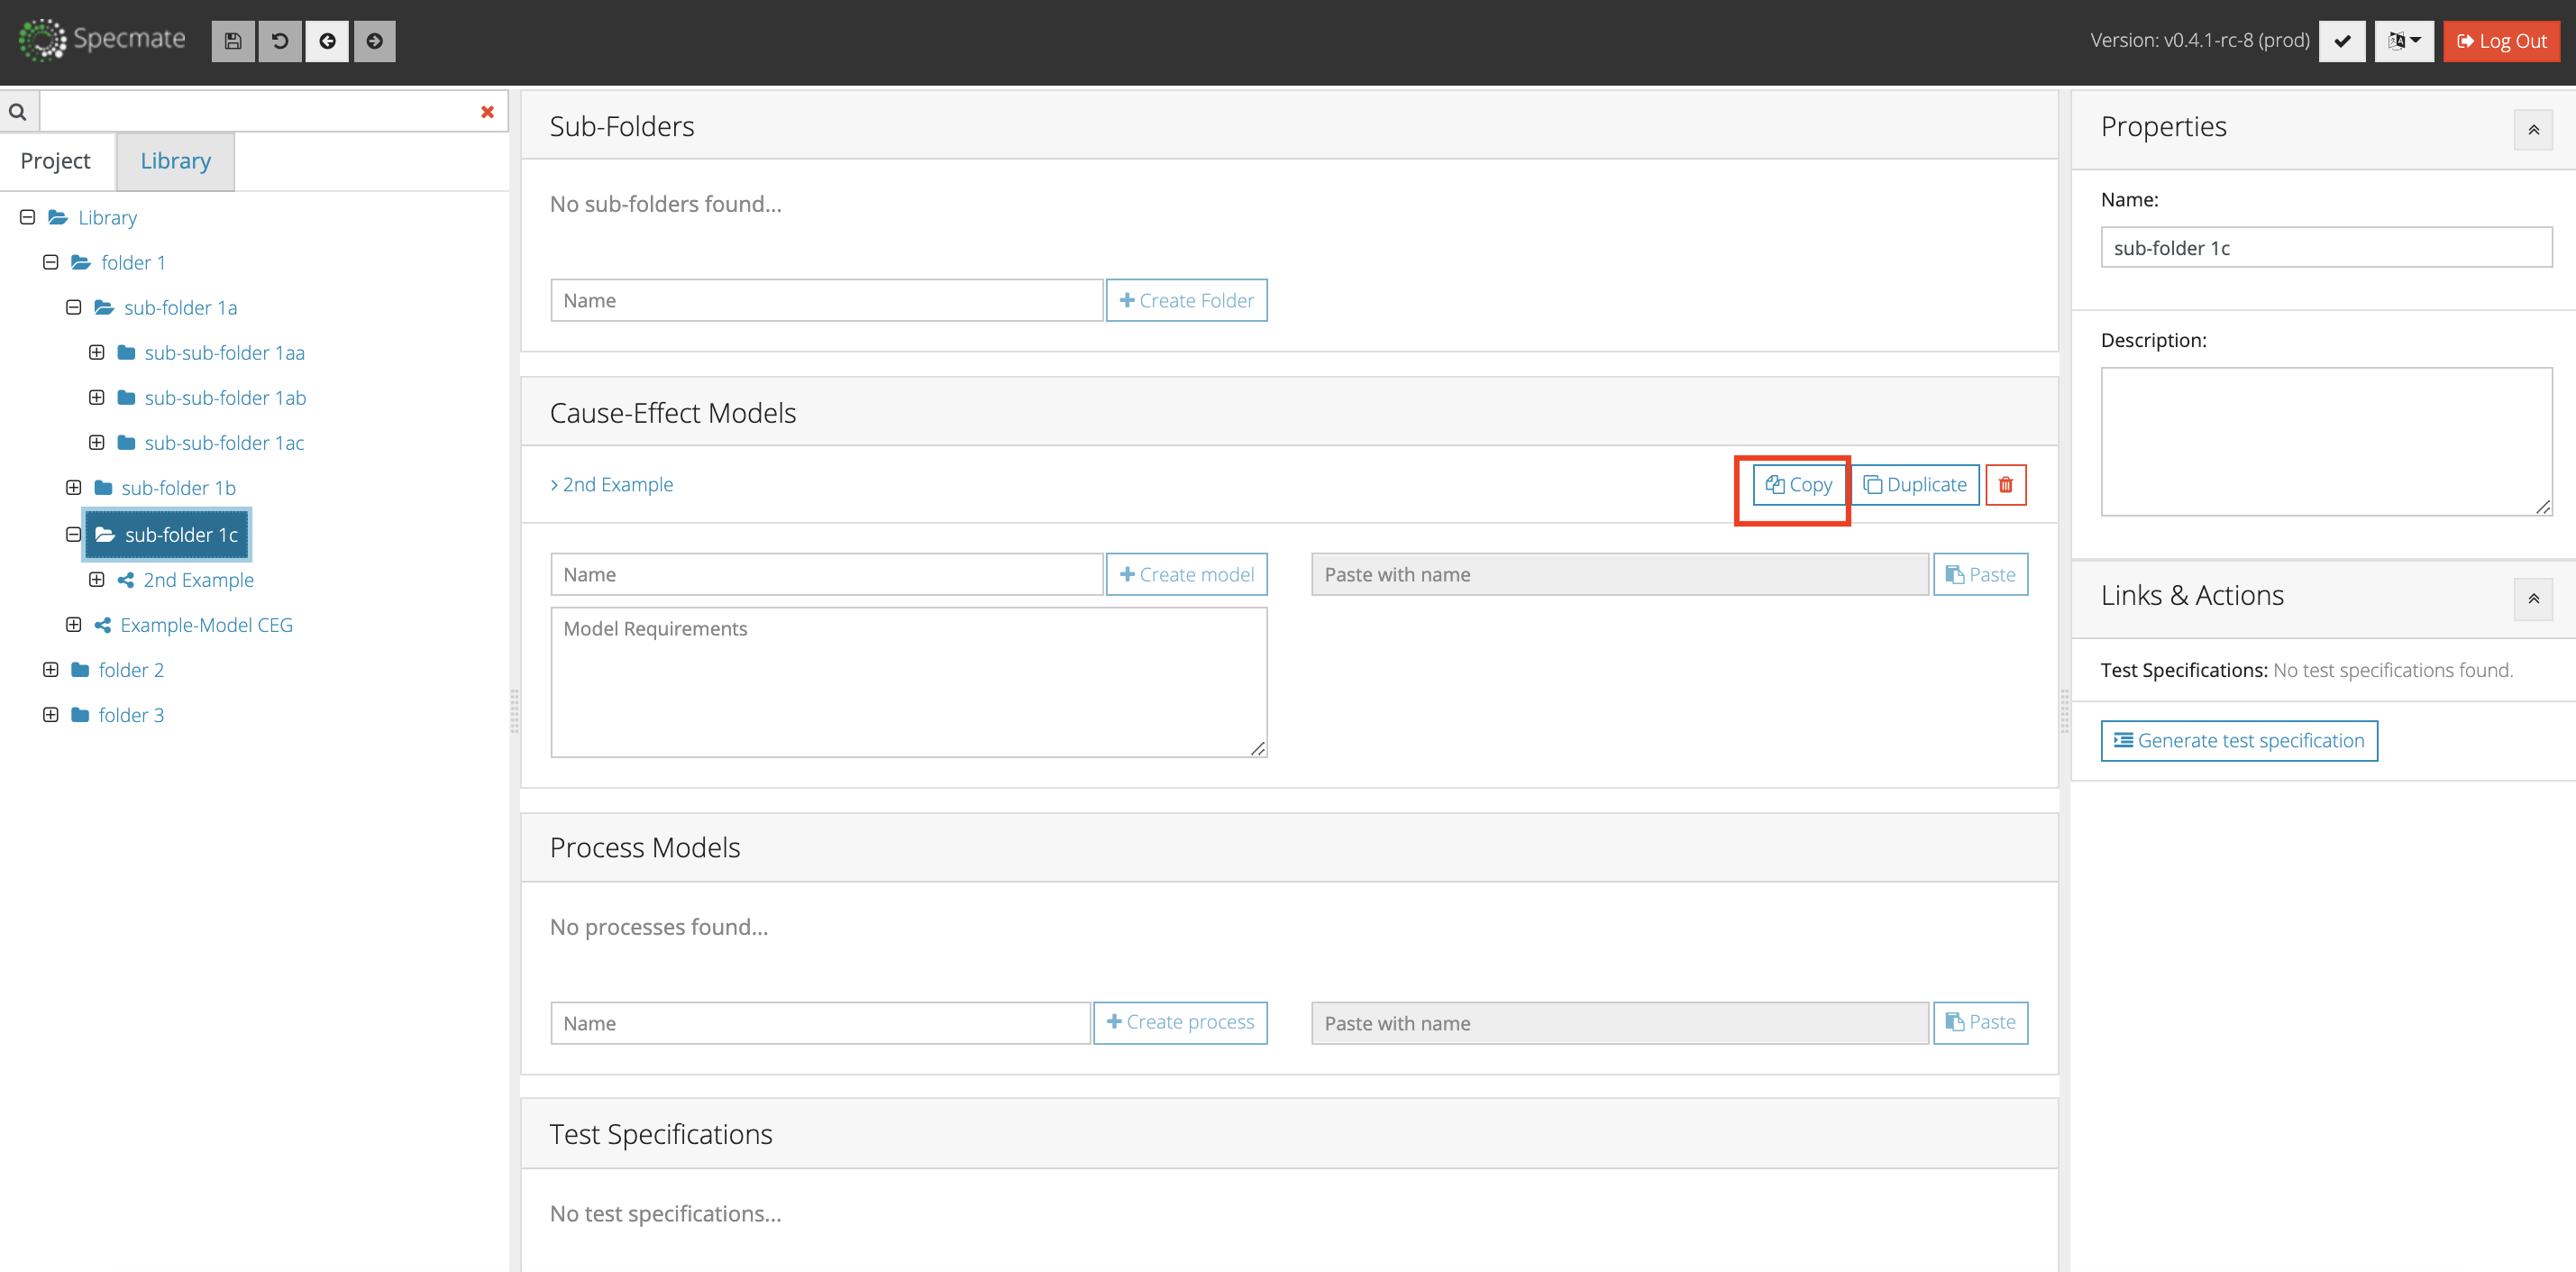 Specmate
Version: v0.4.1-rc-8 (prod)
Log Out
Project
Library
Library
folder 1
sub-folder 1a
sub-sub-folder 1aa
sub-sub-folder 1ab
sub-sub-folder 1ac
sub-folder 1b
sub-folder 1c
2nd Example
Example-Model CEG
folder 2
folder 3
Sub-Folders
No sub-folders found...
Name
Create Folder
Cause-Effect Models
2nd Example
Copy
Duplicate
Name
Create model
Paste with name
Paste
Model Requirements
Process Models
No processes found...
Name
Create process
Paste with name
Paste
Test Specifications
No test specifications...
Properties
Name:
sub-folder 1c
Description:
Links & Actions
Test Specifications: No test specifications found.
Generate test specification